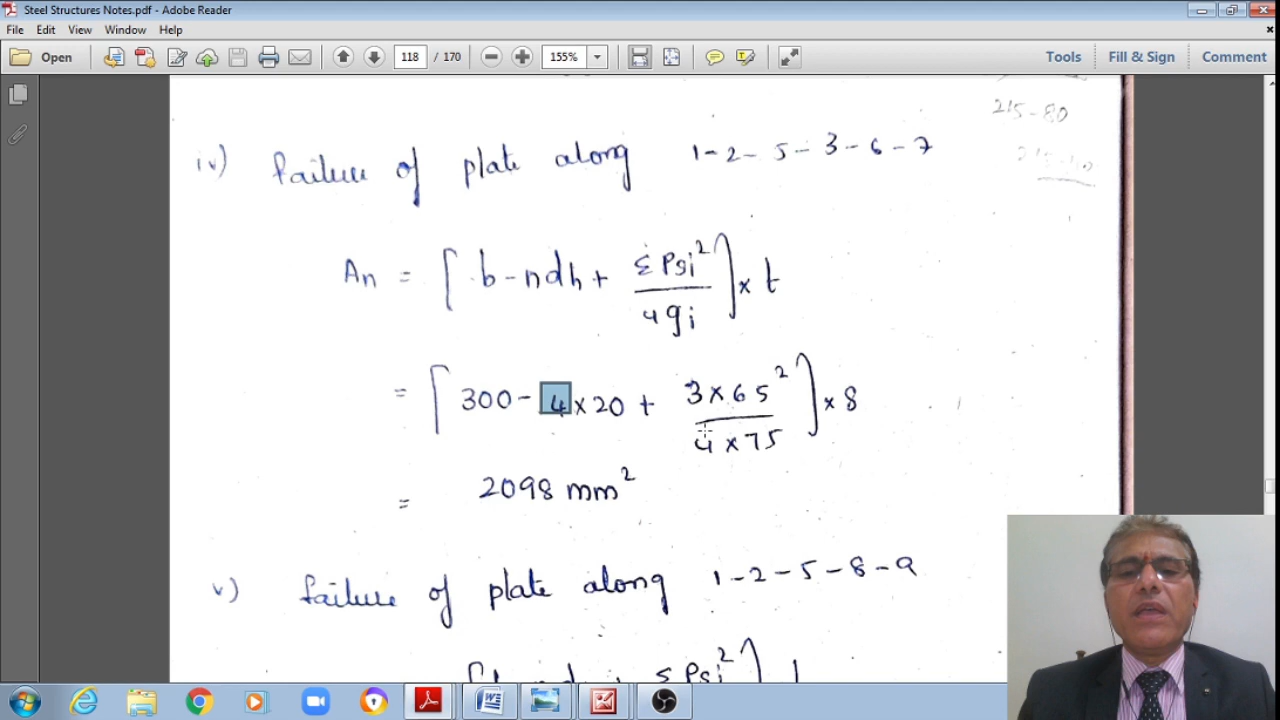 Steel Structures Notes.pdf - Adobe Reader
File Edit View Window Help
Open 118 / 170 155% Tools Fill & Sign Comment
215-80
iv) Failure of plate along 1-2-5-3-6-7
An = [b-ndh + ΣPsi²/4gi] × t
= [300-4×20 + 3×65²/4×75] × 8
= 2098 mm²
v) failure of plate along 1-2-5-8-9